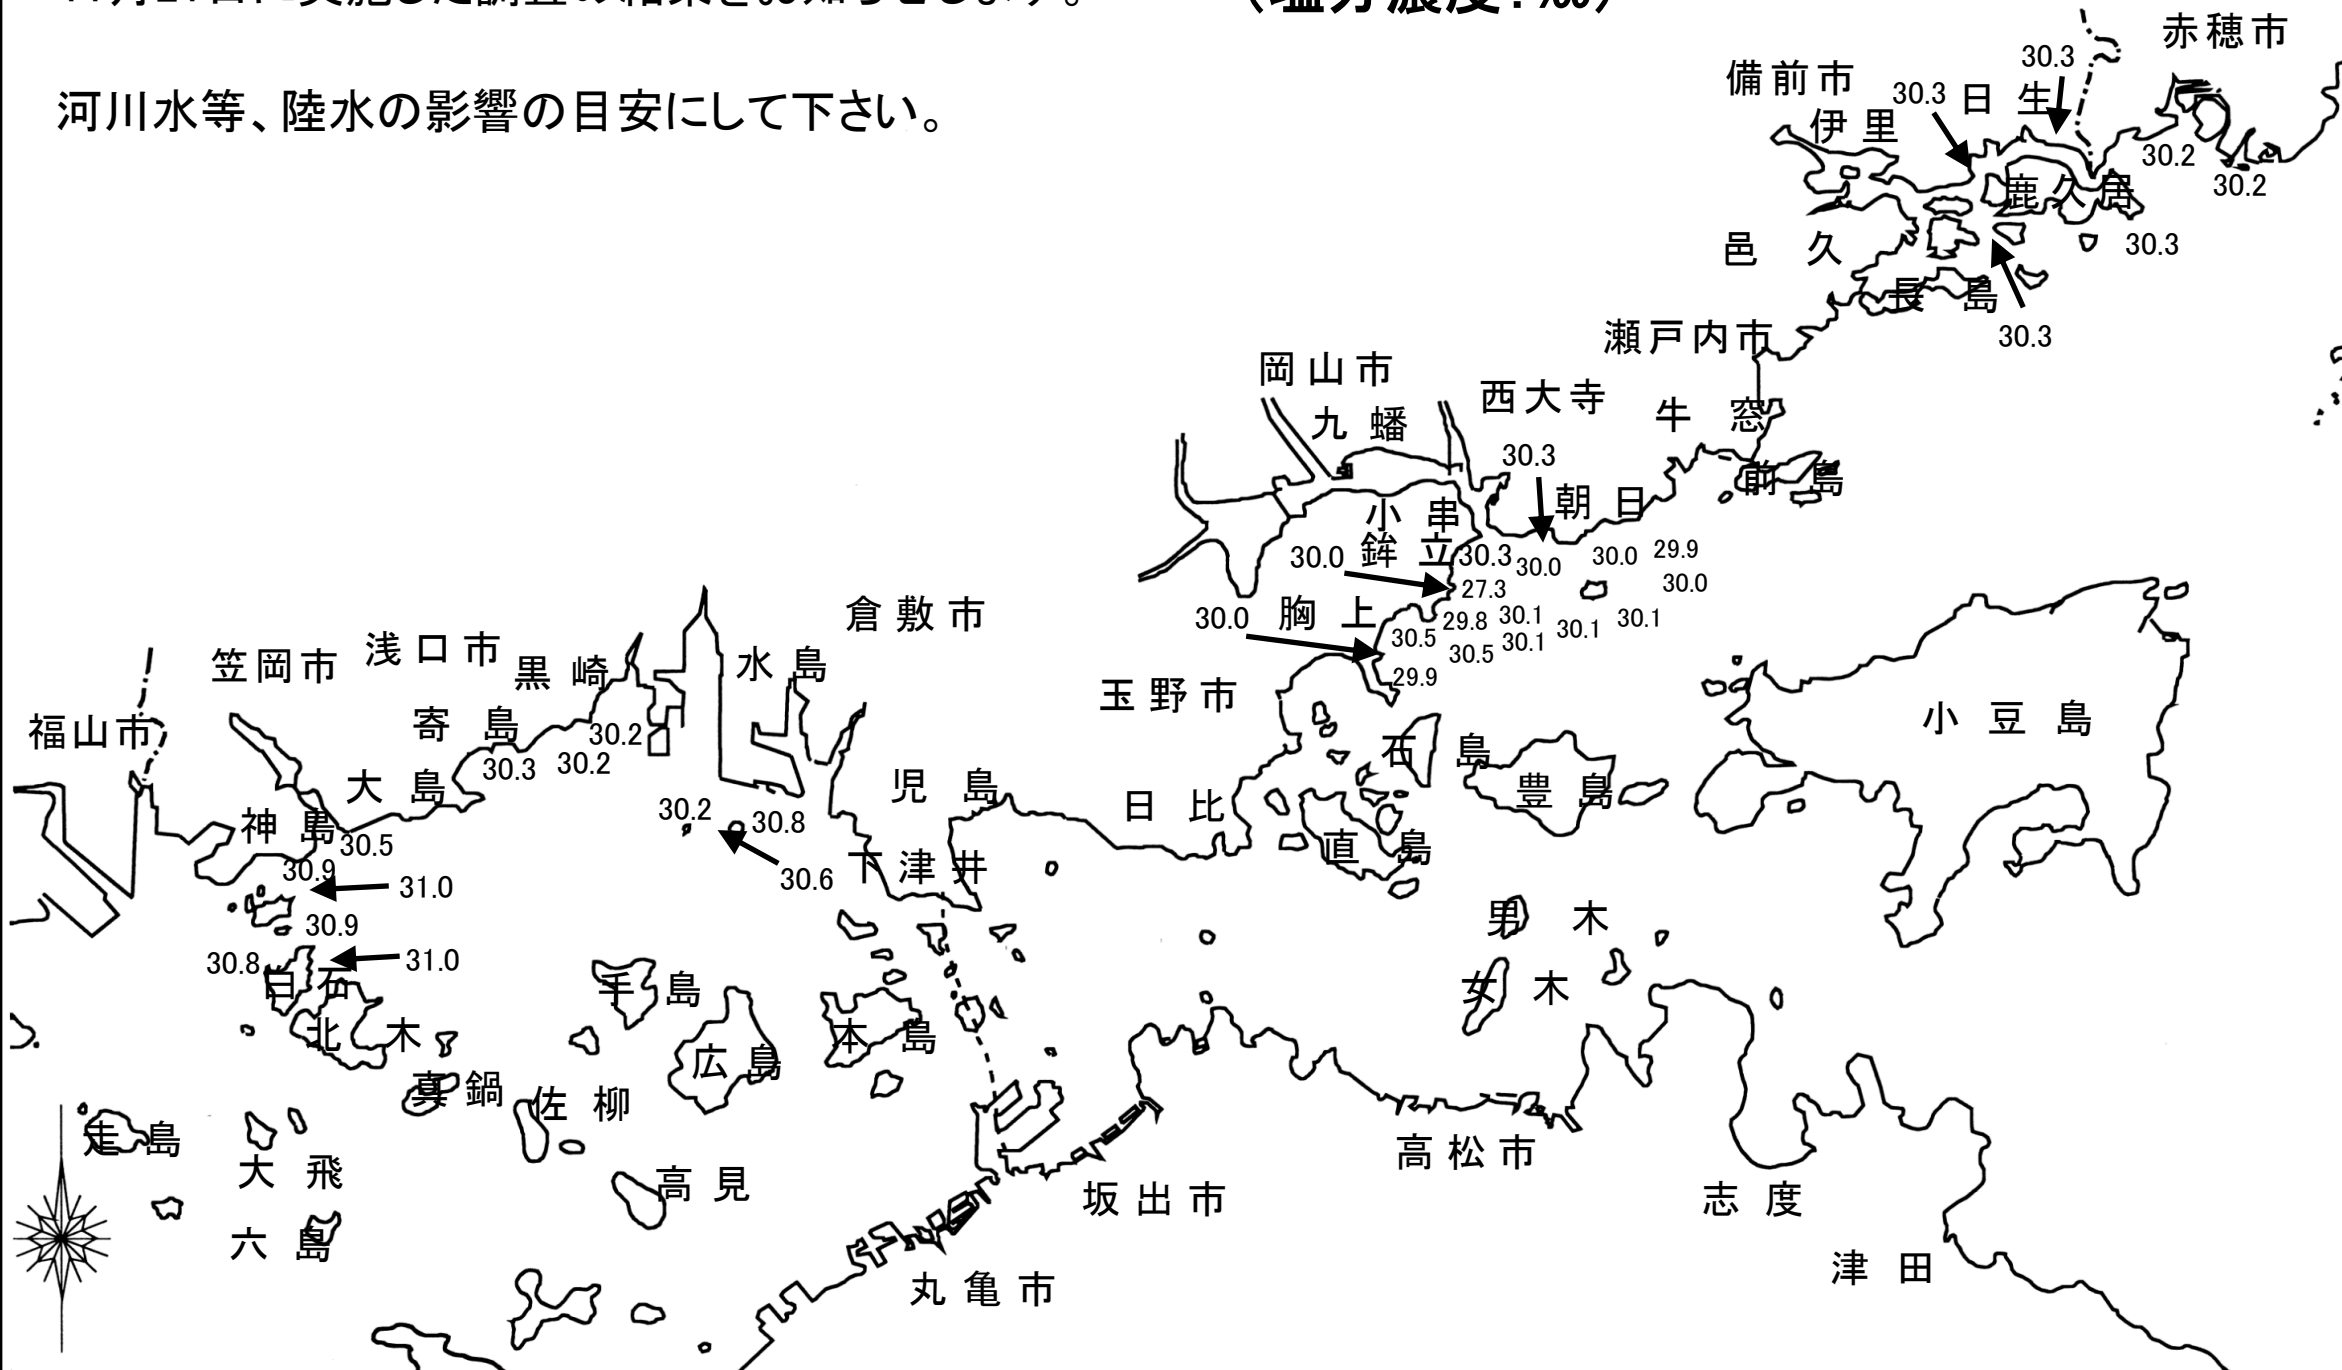 （塩分濃度：‰）
赤穂市
30.3
備前市
30.3
日生
河川水等、陸水の影響の目安にして下さい。
伊里
30.2
30.2
鹿久居
30.3
邑久
長島
30.3
瀬戸内市
岡山市
西大寺
九蟠
牛窓
30.3
前島
朝日
小串
30.0
鉾立
30.3
30.0
30.0
29.9
27.3
30.0
30.0
胸上
29.8
30.1
30.1
30.5
30.1
30.1
30.5
29.9
倉敷市
浅口市
笠岡市
黒崎
水島
玉野市
小豆島
寄島
福山市
30.2
30.3
30.2
石島
大島
児島
豊島
日比
30.2
30.8
神島
30.5
直島
30.9
31.0
30.6
下津井
30.9
男木
30.8
31.0
白石
手島
女木
北木
本島
広島
真鍋
佐柳
走島
高松市
大飛
高見
坂出市
志度
六島
津田
丸亀市